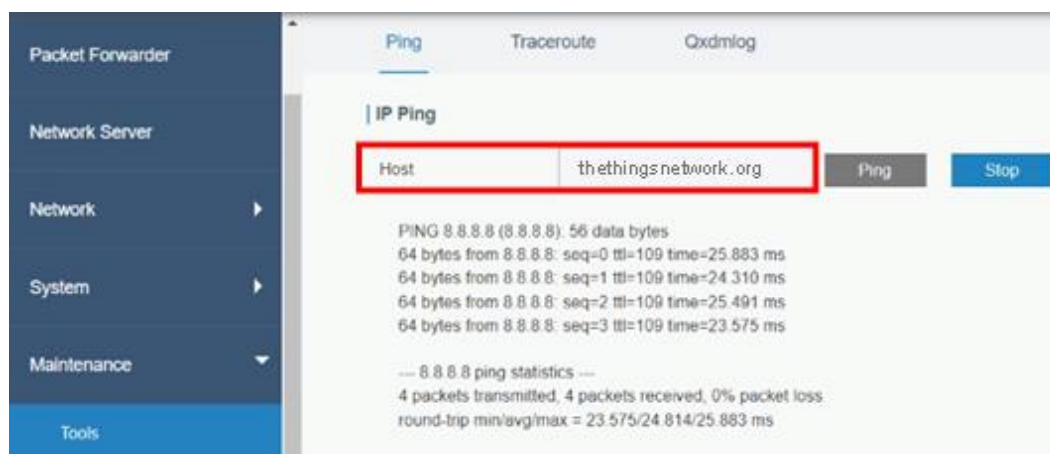 Packet Forwarder
Network Server
Network
System
Maintenance
Tools
Ping Traceroute Qxdmlog
IP Ping
Host thethingsnetwork.org Ping Stop
PING 8.8.8.8 (8.8.8.8): 56 data bytes
64 bytes from 8.8.8.8: seq=0 ttl=109 time=25.883 ms
64 bytes from 8.8.8.8: seq=1 ttl=109 time=24.310 ms
64 bytes from 8.8.8.8: seq=2 ttl=109 time=25.491 ms
64 bytes from 8.8.8.8: seq=3 ttl=109 time=23.575 ms
--- 8.8.8.8 ping statistics ---
4 packets transmitted, 4 packets received, 0% packet loss
round-trip min/avg/max = 23.575/24.814/25.883 ms